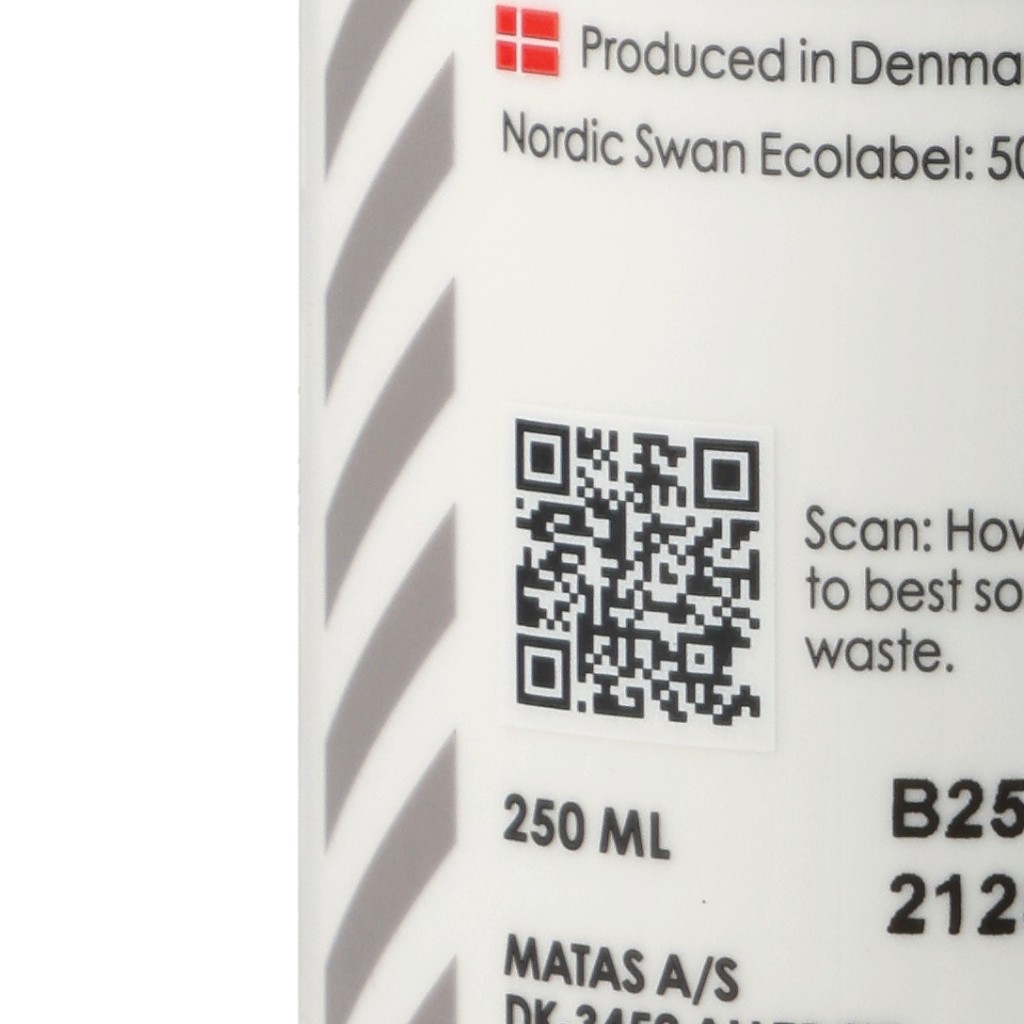 Produced in Denma
Nordic Swan Ecolabel: 50
Scan: How
to best so
waste.
250 ML
B25
212
MATAS A/S